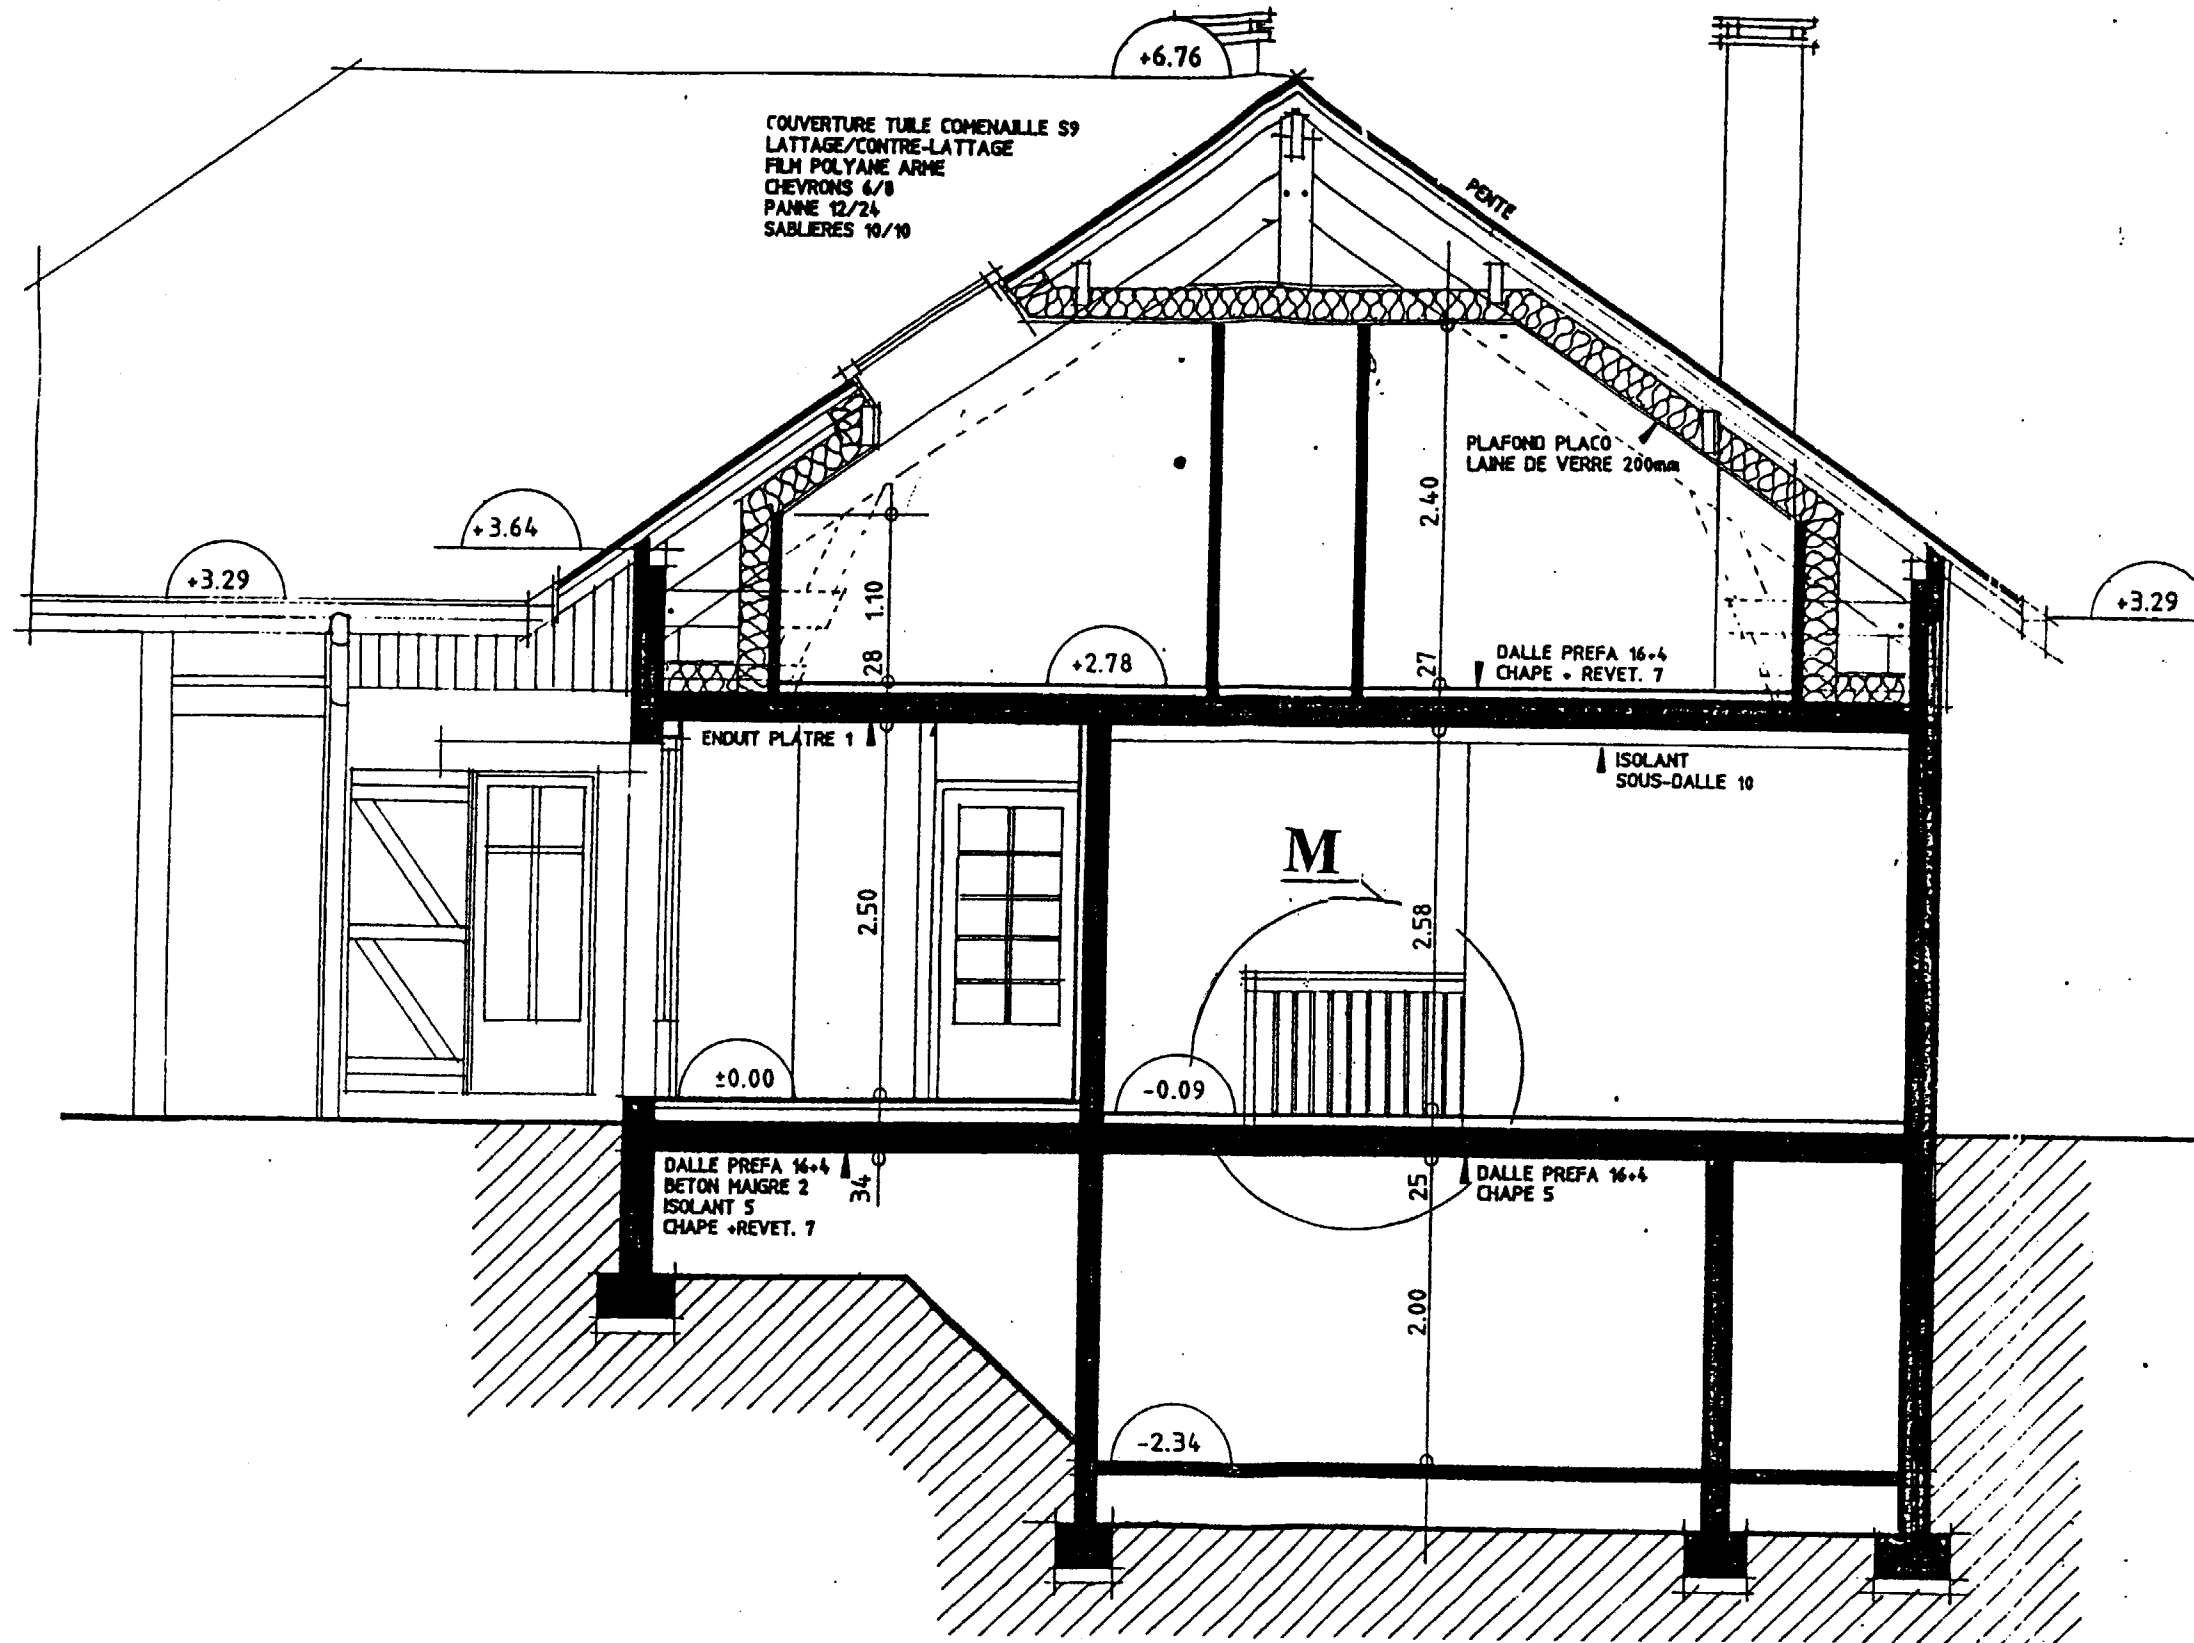 +6.76
COUVERTURE TUILE COMENAILLE S9
LATTAGE/CONTRE-LATTAGE
FILM POLYANE ARME
CHEVRONS 6/8
PANNE 12/24
SABLIERES 10/10
PENTE
PLAFOND PLACO
LAINE DE VERRE 200mm
2.40
+3.64
+3.29
+3.29
1.10
28
+2.78
27
DALLE PREFA 16+4
CHAPE + REVET. 7
ENDUIT PLATRE 1
ISOLANT
SOUS-DALLE 10
M
2.50
2.58
±0.00
-0.09
DALLE PREFA 16+4
BETON MAIGRE 2
ISOLANT 5
CHAPE +REVET. 7
34
25
DALLE PREFA 16+4
CHAPE 5
2.00
-2.34